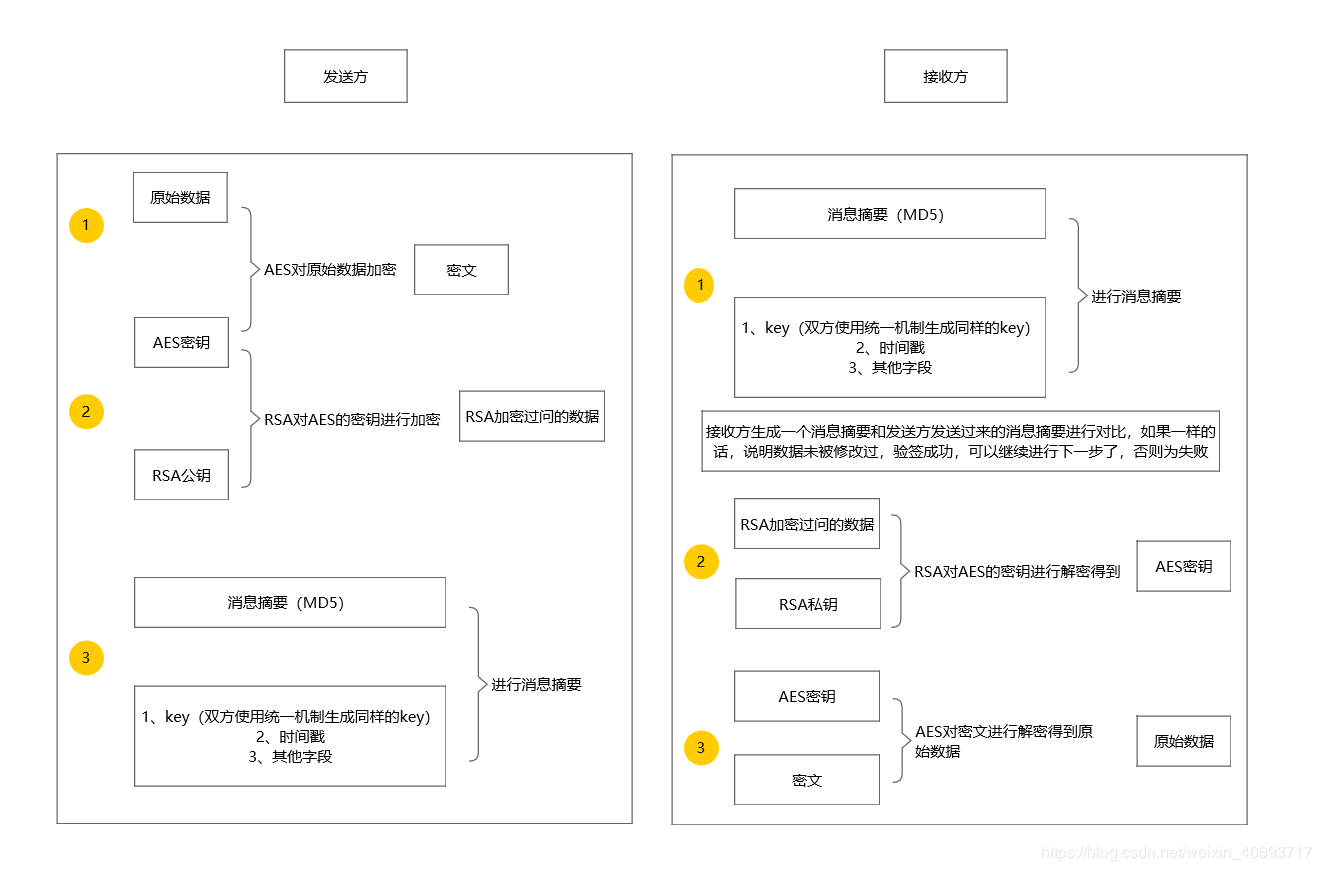 发送方
接收方
原始数据
1
AES对原始数据加密
密文
AES密钥
2
RSA对AES的密钥进行加密
RSA加密过问的数据
RSA公钥
消息摘要（MD5）
3
进行消息摘要
1、key（双方使用统一机制生成同样的key）
2、时间戳
3、其他字段
消息摘要（MD5）
1
进行消息摘要
1、key（双方使用统一机制生成同样的key）
2、时间戳
3、其他字段
接收方生成一个消息摘要和发送方发送过来的消息摘要进行对比，如果一样的
话，说明数据未被修改过，验签成功，可以继续进行下一步了，否则为失败
RSA加密过问的数据
2
RSA对AES的密钥进行解密得到
AES密钥
RSA私钥
AES密钥
3
AES对密文进行解密得到原
始数据
原始数据
密文
https://blog.csdn.net/weixin_40693717